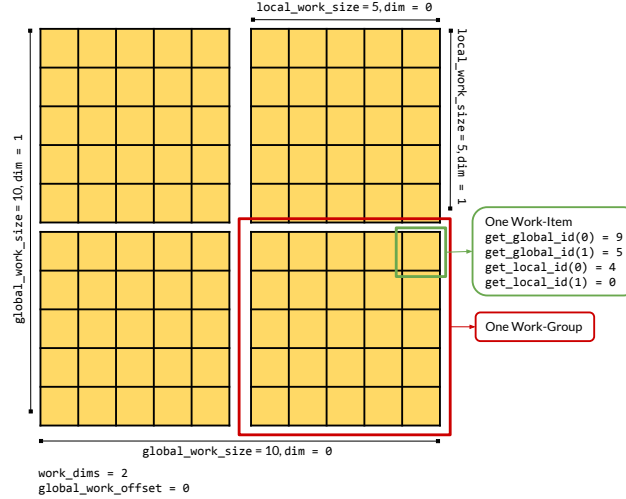 local_work_size = 5, dim = 0
local_work_size = 5, dim = 1
global_work_size = 10, dim = 1
One Work-Item
get_global_id(0) = 9
get_global_id(1) = 5
get_local_id(0) = 4
get_local_id(1) = 0
One Work-Group
global_work_size = 10, dim = 0
work_dims = 2
global_work_offset = 0